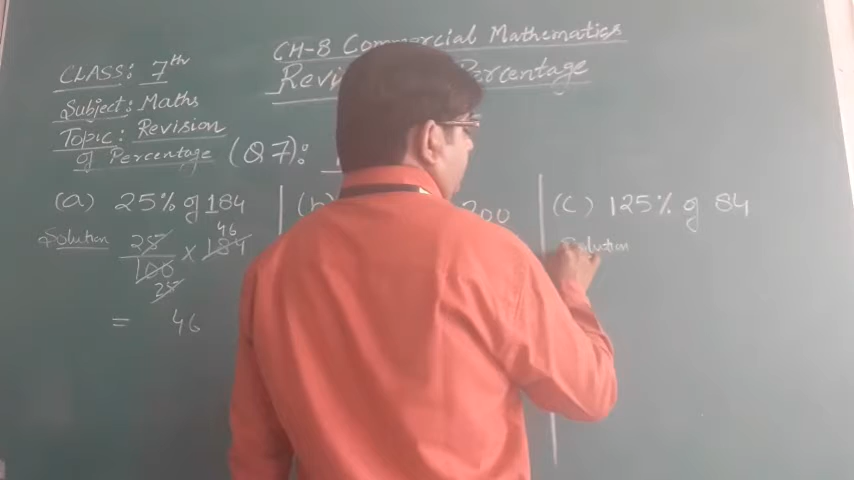 CH-8 Commercial Mathematics
CLASS: 7th
Percentage
Subject: Maths
Topic: Revision
of Percentage
(Q7):
(a) 25% of 184
Solution 25/100 × 184
46
25
= 46
200
(c) 125% of 84
Solution